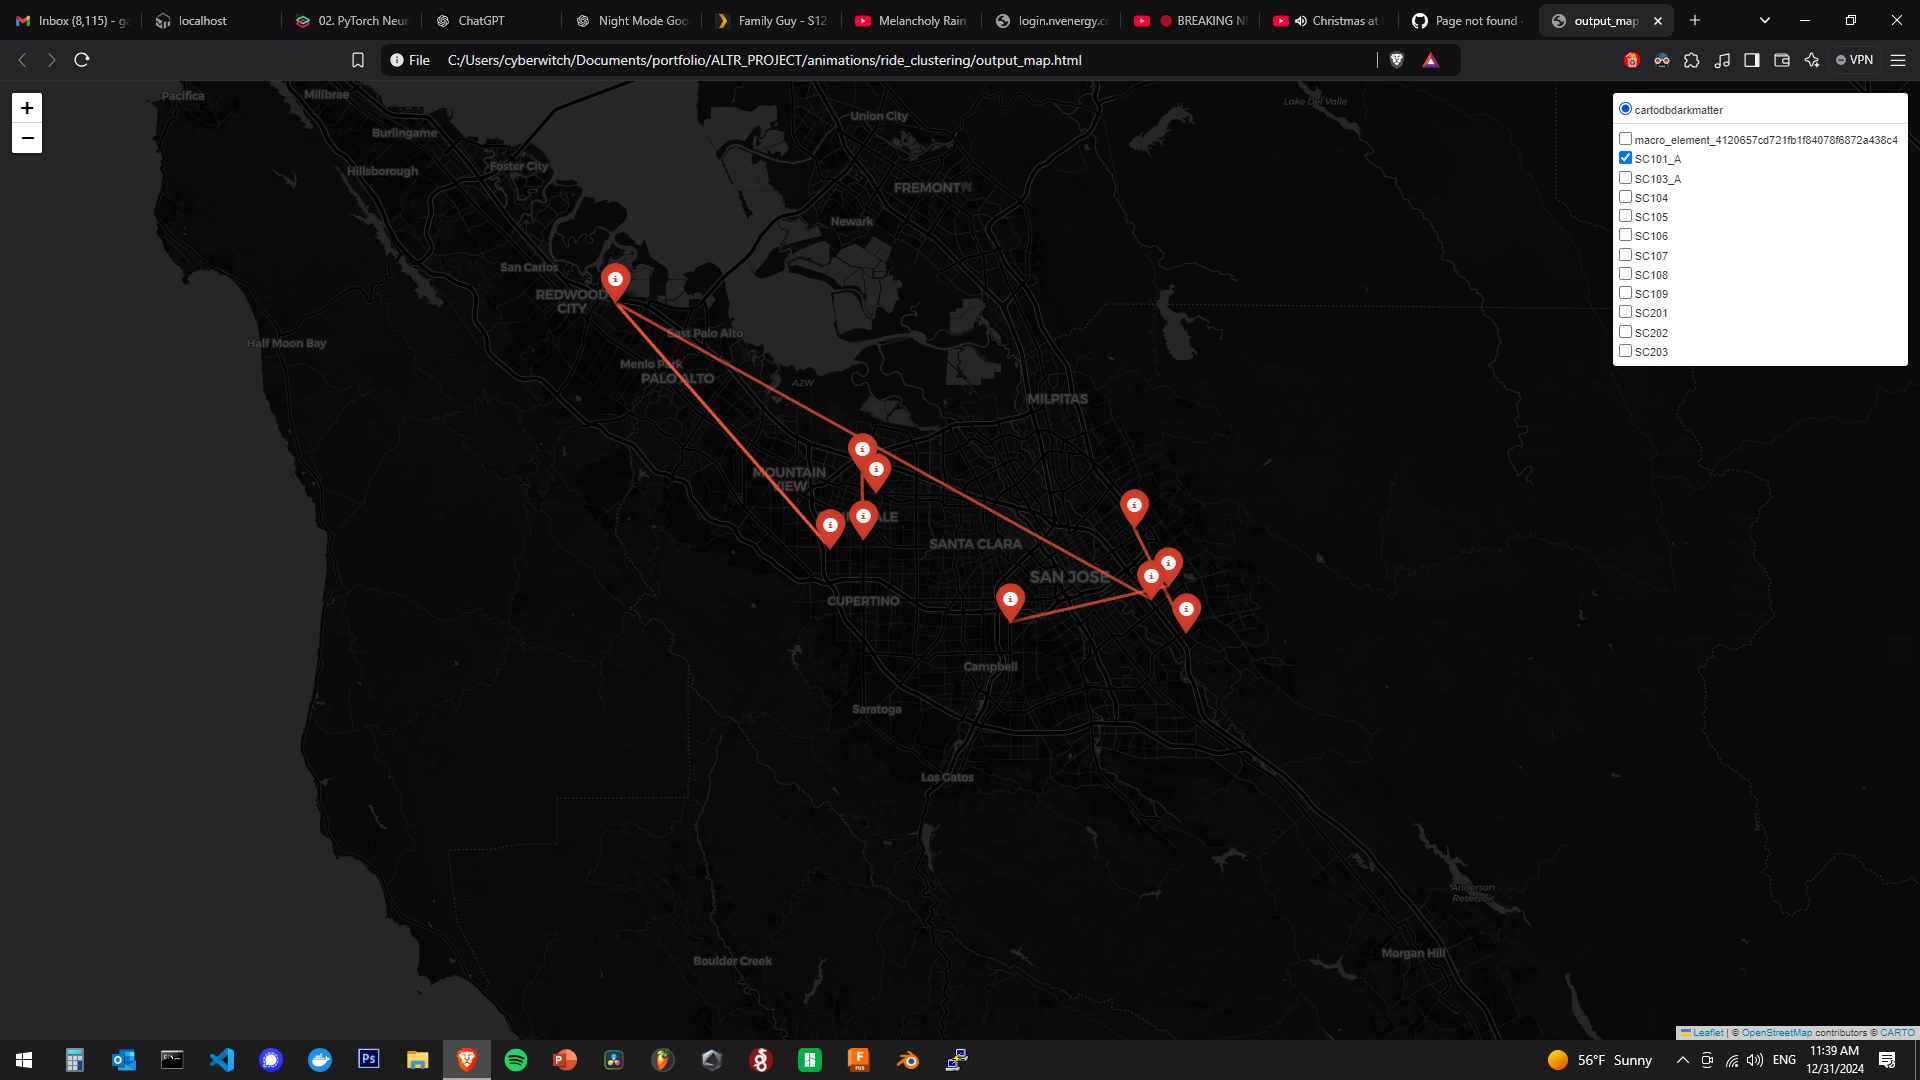 Inbox (8,115) - ga
localhost
02. PyTorch Neur
ChatGPT
Night Mode Goo
Family Guy - S12
Melancholy Rain
login.nvenergy.co
BREAKING N
Christmas at
Page not found ·
output_map.
File C:/Users/cyberwitch/Documents/portfolio/ALTR_PROJECT/animations/ride_clustering/output_map.html
VPN
+
−
cartodbdarkmatter
macro_element_4120657cd721fb1f84078f6872a438c4
SC101_A
SC103_A
SC104
SC105
SC106
SC107
SC108
SC109
SC201
SC202
SC203
Pacifica
Millbrae
Burlingame
Hillsborough
Foster City
Union City
Lake Del Valle
FREMONT
Newark
San Carlos
REDWOOD
CITY
East Palo Alto
Half Moon Bay
Menlo Park
PALO ALTO
A2W
MILPITAS
MOUNTAIN
VIEW
ALE
SANTA CLARA
SAN JOSE
CUPERTINO
Campbell
Saratoga
Los Gatos
Anderson
Reservoir
Morgan Hill
Boulder Creek
Leaflet | © OpenStreetMap contributors © CARTO
56°F Sunny
ENG
11:39 AM
12/31/2024